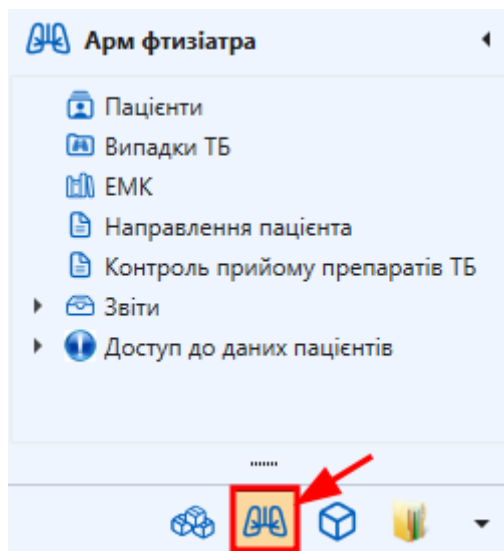 Арм фтизіатра
Пацієнти
Випадки ТБ
ЕМК
Направлення пацієнта
Контроль прийому препаратів ТБ
Звіти
Доступ до даних пацієнтів